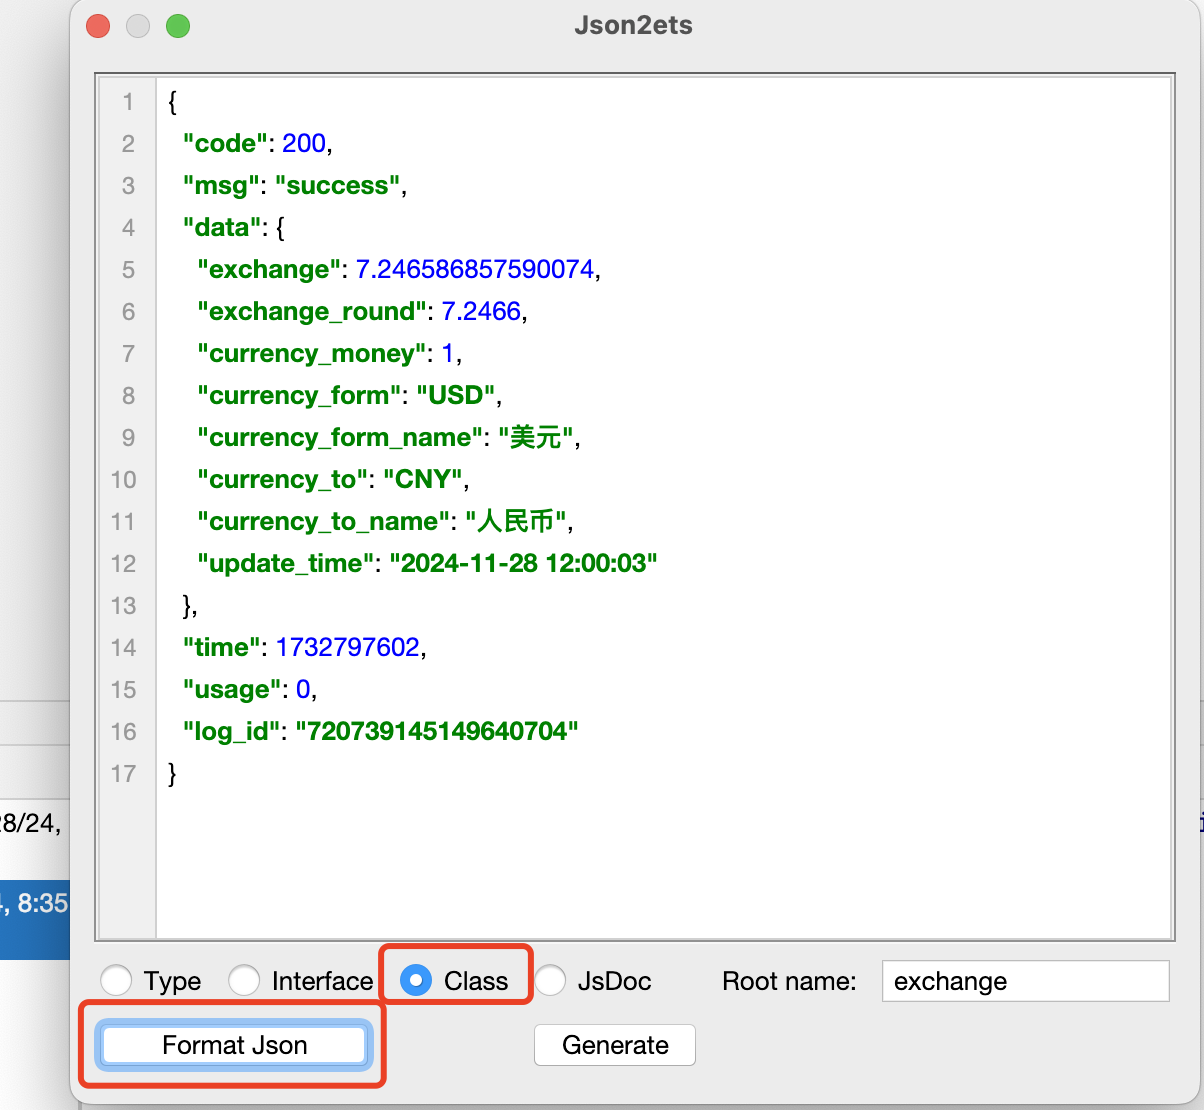 Json2ets
1 {
2 "code": 200,
3 "msg": "success",
4 "data": {
5 "exchange": 7.246586857590074,
6 "exchange_round": 7.2466,
7 "currency_money": 1,
8 "currency_form": "USD",
9 "currency_form_name": "美元",
10 "currency_to": "CNY",
11 "currency_to_name": "人民币",
12 "update_time": "2024-11-28 12:00:03"
13 },
14 "time": 1732797602,
15 "usage": 0,
16 "log_id": "720739145149640704"
17 }
8/24,
, 8:35
Type Interface Class JsDoc Root name: exchange
Format Json Generate